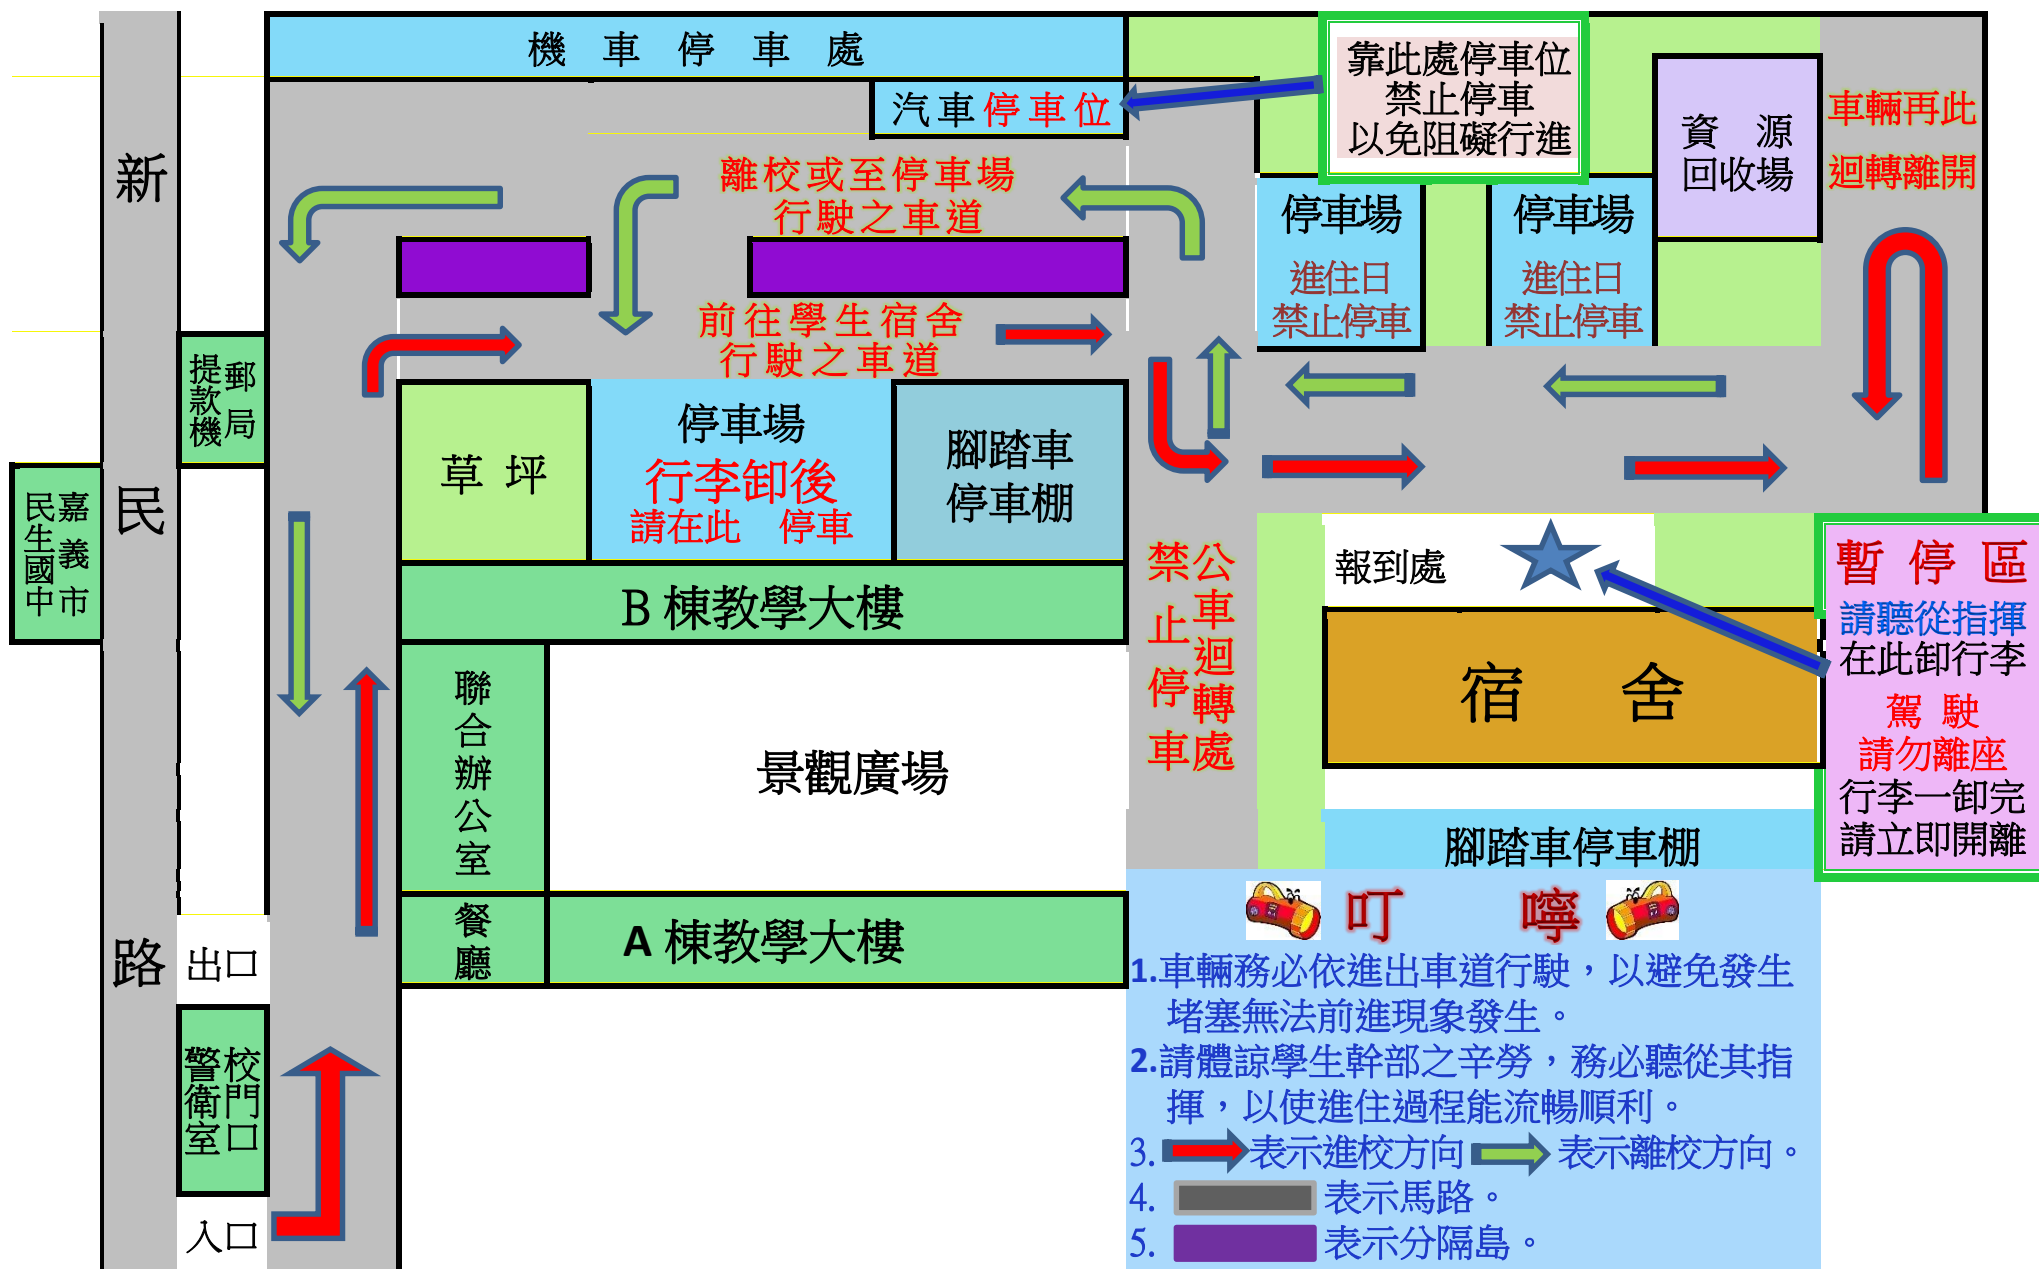 機 車 停 車 處
靠此處停車位
禁止停車
以免阻礙行進
汽車停車位
資 源
回收場
車輛再此
迴轉離開
新
民
路
離校或至停車場
行駛之車道
停車場
進住日
禁止停車
停車場
進住日
禁止停車
前往學生宿舍
行駛之車道
郵局
提款機
嘉義市
民生國中
草 坪
停車場
行李卸後
請在此 停車
腳踏車
停車棚
B 棟教學大樓
公車迴轉處
禁止停車
報到處
宿 舍
暫 停 區
請聽從指揮
在此卸行李
駕 駛
請勿離座
行李一卸完
請立即開離
聯合辦公室
景觀廣場
腳踏車停車棚
餐廳
A 棟教學大樓
出口
校門口
警衛室
入口
叮 嚀
1.車輛務必依進出車道行駛，以避免發生
堵塞無法前進現象發生。
2.請體諒學生幹部之辛勞，務必聽從其指
揮，以使進住過程能流暢順利。
3. 表示進校方向 表示離校方向。
4. 表示馬路。
5. 表示分隔島。